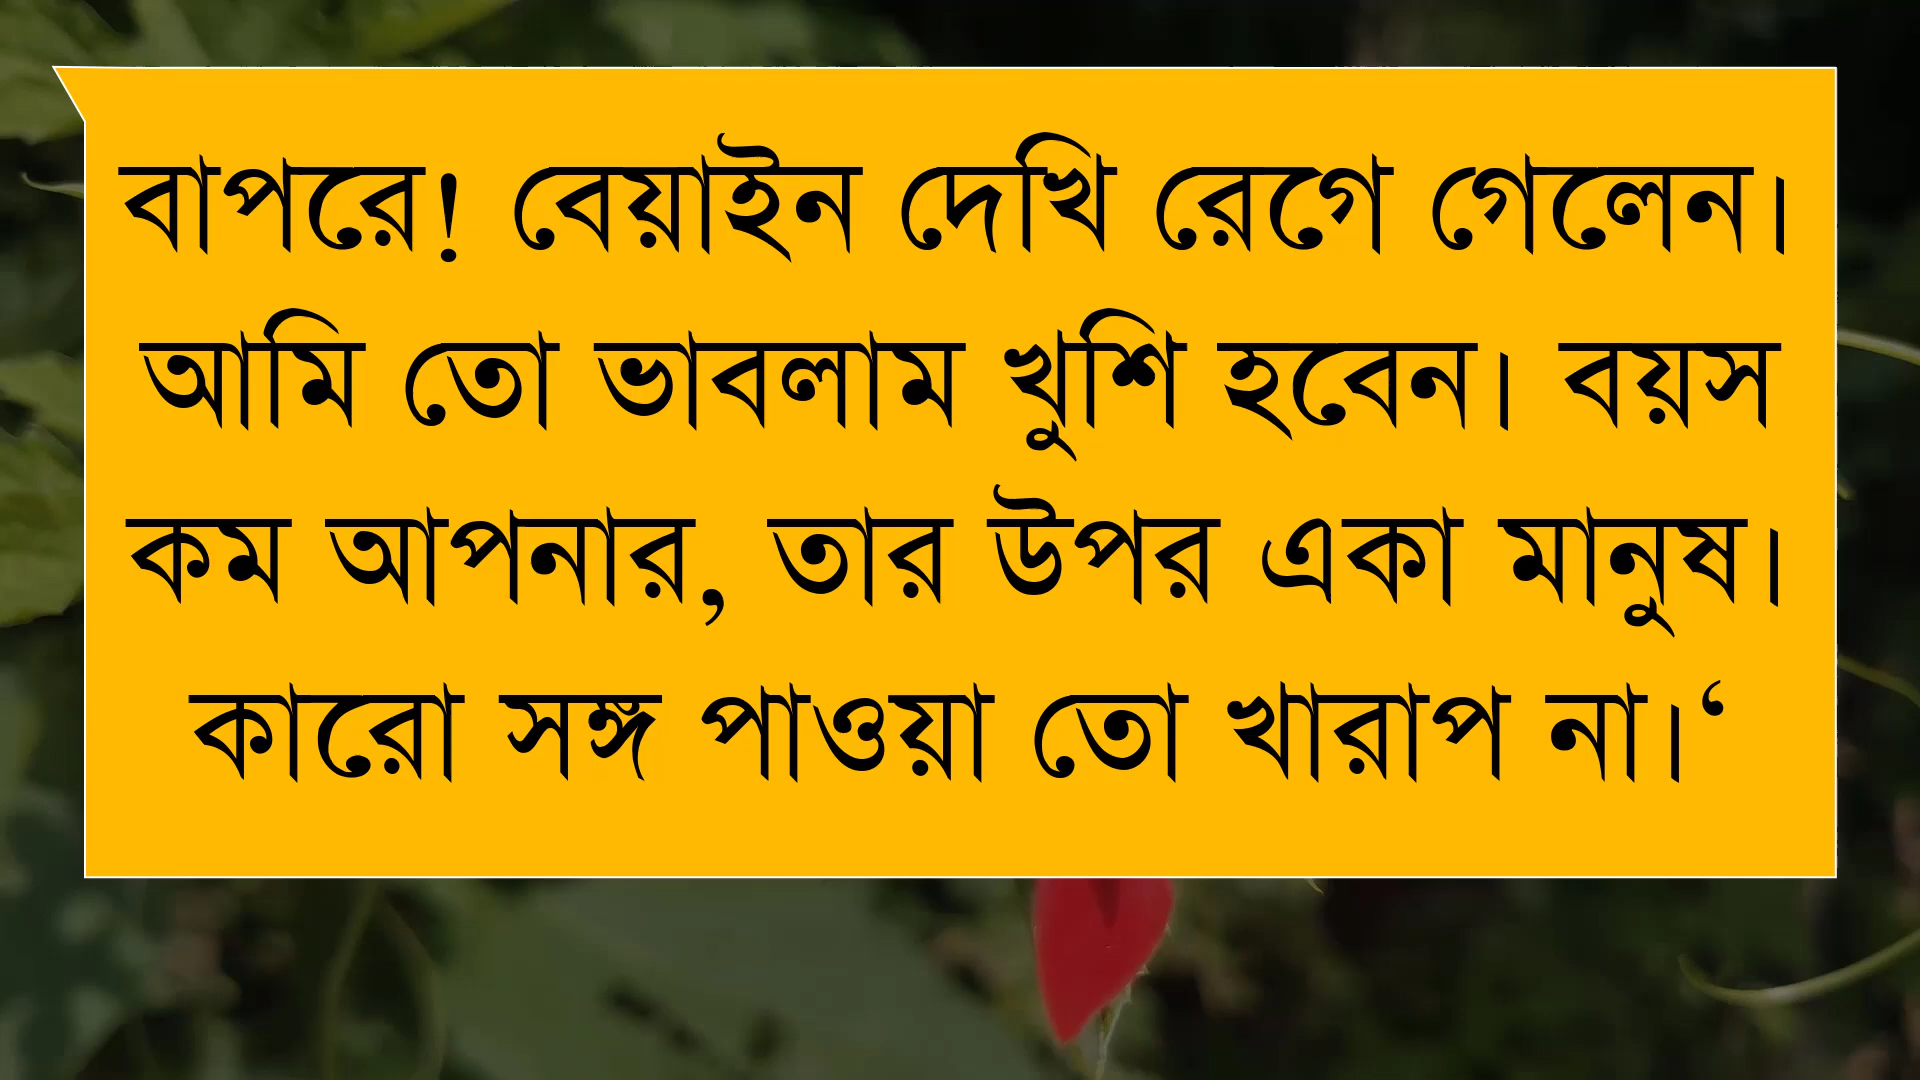 বাপরে! বেয়াইন দেখি রেগে গেলেন।
আমি তো ভাবলাম খুশি হবেন। বয়স
কম আপনার, তার উপর একা মানুষ।
কারো সঙ্গ পাওয়া তো খারাপ না।‘